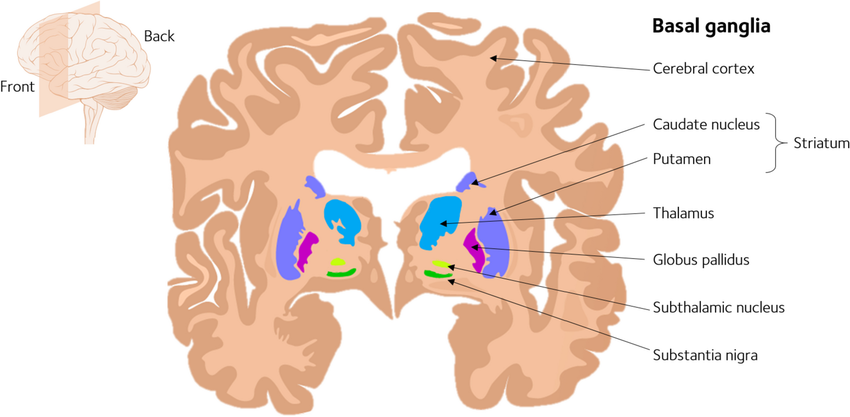 Basal ganglia
Back
Front
Cerebral cortex
Caudate nucleus
Striatum
Putamen
Thalamus
Globus pallidus
Subthalamic nucleus
Substantia nigra